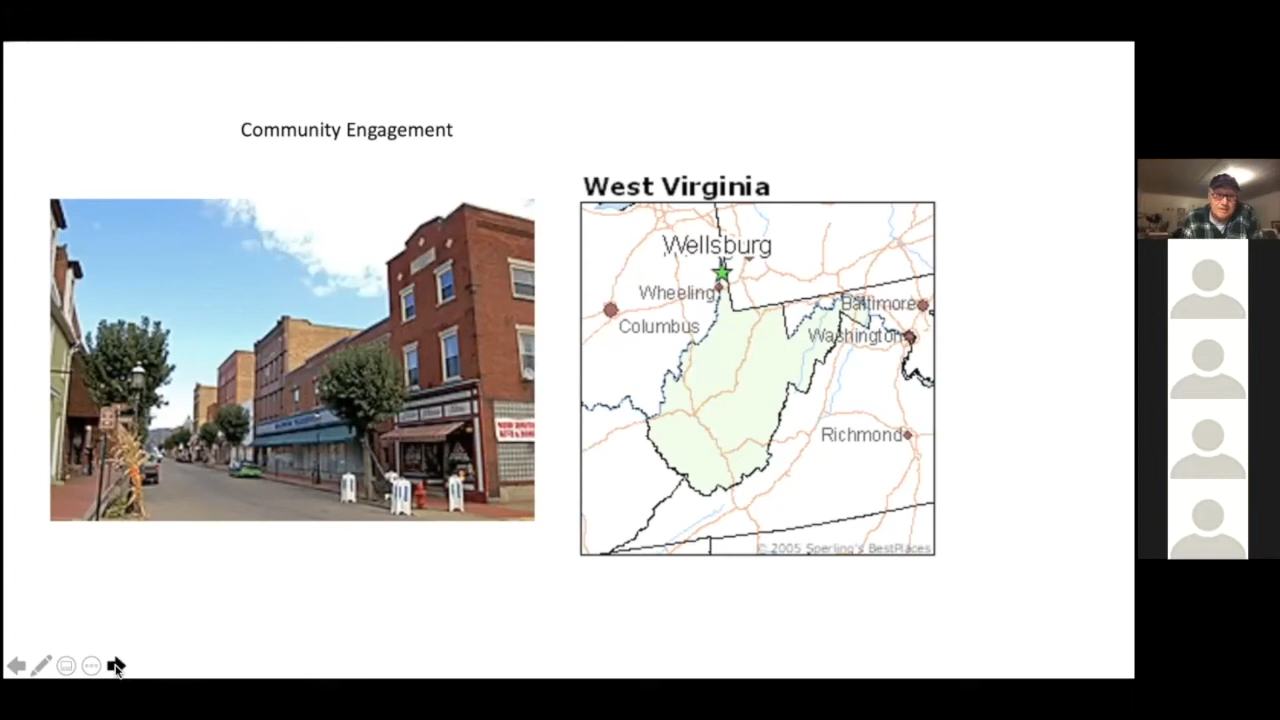 Community Engagement
West Virginia
Wellsburg
Wheeling
Columbus
Baltimore
Washington
Richmond
© 2005 Sperling's BestPlaces